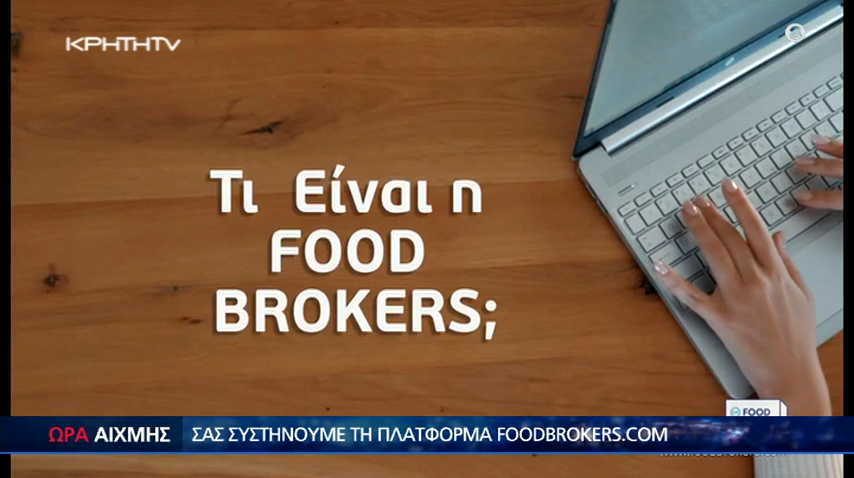 ΚΡΗΤΗTV
Τι Είναι η
FOOD
BROKERS;
FOOD
ΩΡΑ ΑΙΧΜΗΣ ΣΑΣ ΣΥΣΤΗΝΟΥΜΕ ΤΗ ΠΛΑΤΦΟΡΜΑ FOODBROKERS.COM